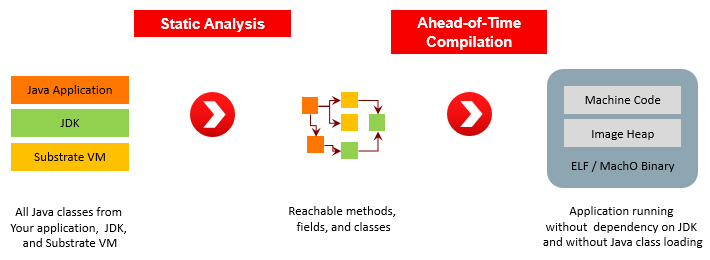 Static Analysis
Ahead-of-Time
Compilation
Java Application
JDK
Substrate VM
Machine Code
Image Heap
ELF / MachO Binary
All Java classes from
Your application, JDK,
and Substrate VM
Reachable methods,
fields, and classes
Application running
without dependency on JDK
and without Java class loading